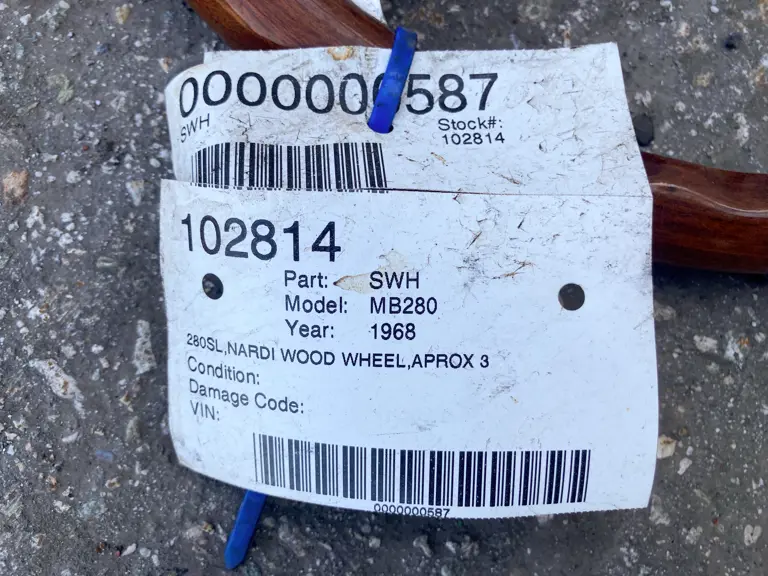 0000000587
SWH
Stock#:
102814
102814
Part: SWH
Model: MB280
Year: 1968
280SL,NARDI WOOD WHEEL,APROX 3
Condition:
Damage Code:
VIN:
0000000587